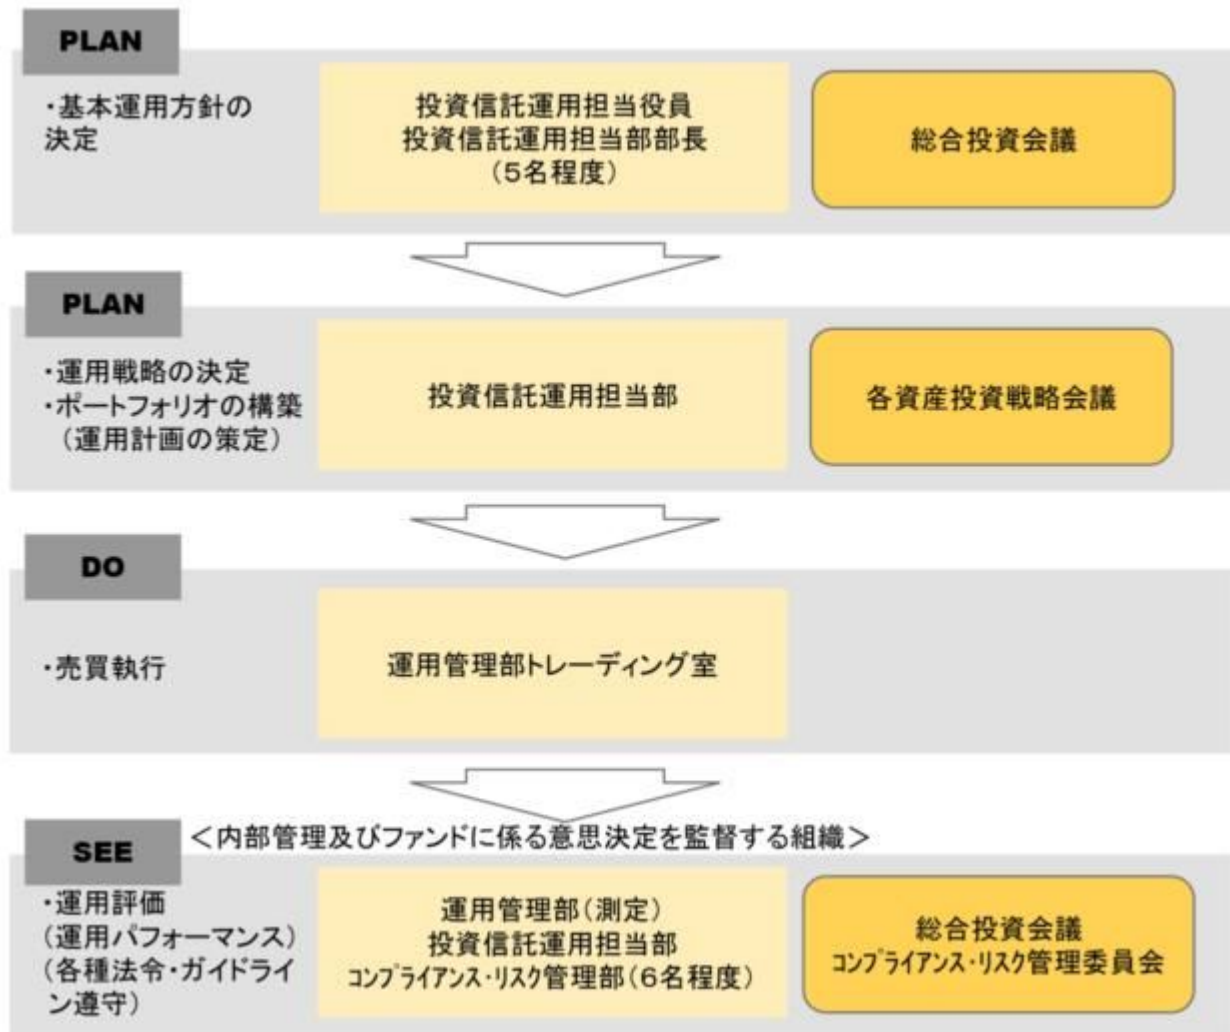 PLAN
・基本運用方針の
決定
投資信託運用担当役員
投資信託運用担当部部長
(5名程度)
総合投資会議
PLAN
・運用戦略の決定
・ポートフォリオの構築
(運用計画の策定)
投資信託運用担当部
各資産投資戦略会議
DO
・売買執行
運用管理部トレーディング室
SEE
<内部管理及びファンドに係る意思決定を監督する組織>
・運用評価
(運用パフォーマンス)
(各種法令・ガイドライ
ン遵守)
運用管理部(測定)
投資信託運用担当部
コンプライアンス・リスク管理部(6名程度)
総合投資会議
コンプライアンス・リスク管理委員会